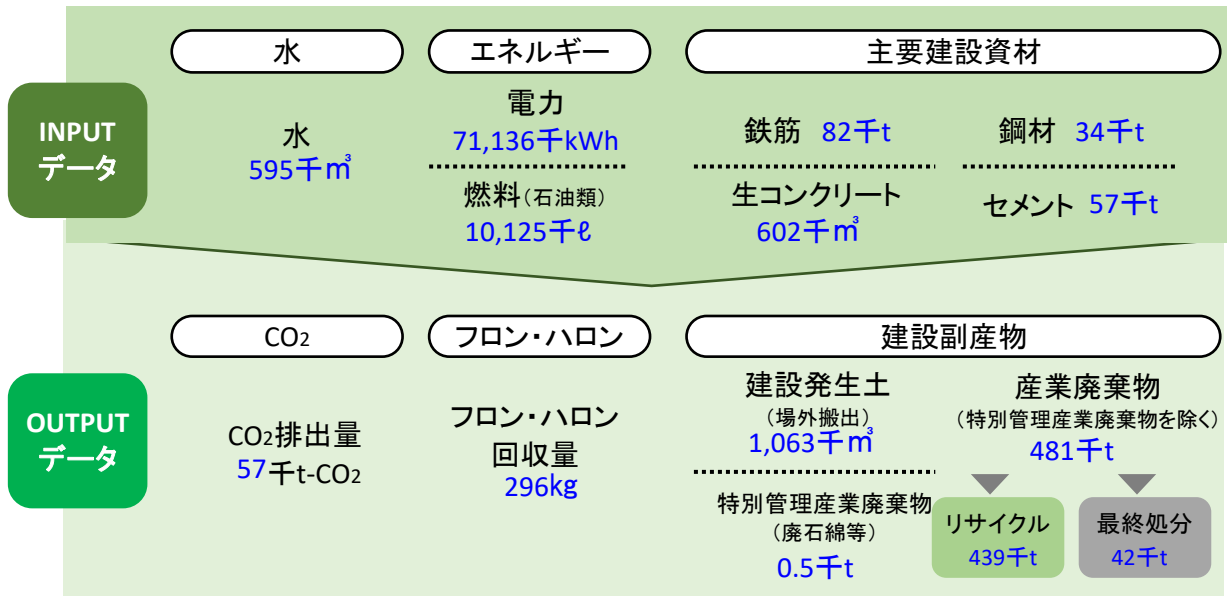 水
エネルギー
主要建設資材
INPUT
データ
水
595千㎥
電力
71,136千kWh
燃料(石油類)
10,125千ℓ
鉄筋 82千t
鋼材 34千t
生コンクリート
602千㎥
セメント 57千t
CO2
フロン・ハロン
建設副産物
OUTPUT
データ
CO2排出量
57千t-CO2
フロン・ハロン
回収量
296kg
建設発生土
(場外搬出)
1,063千㎥
特別管理産業廃棄物
(廃石綿等)
0.5千t
産業廃棄物
(特別管理産業廃棄物を除く)
481千t
リサイクル
439千t
最終処分
42千t